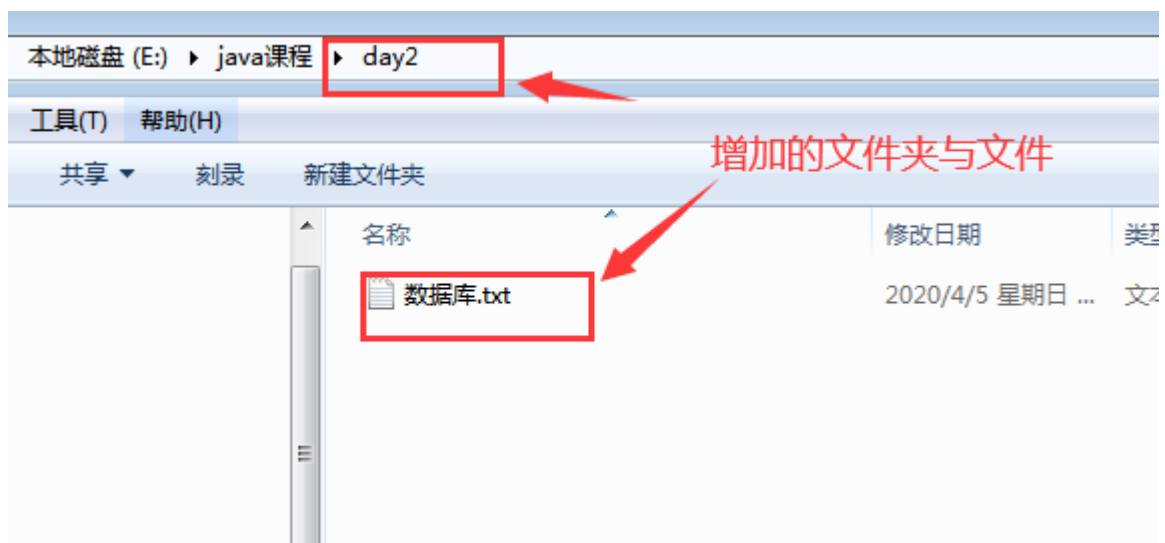 本地磁盘 (E:) ▸ java课程 ▸ day2
工具(T) 帮助(H)
增加的文件夹与文件
共享 刻录 新建文件夹
名称 修改日期
数据库.txt 2020/4/5 星期日 ...